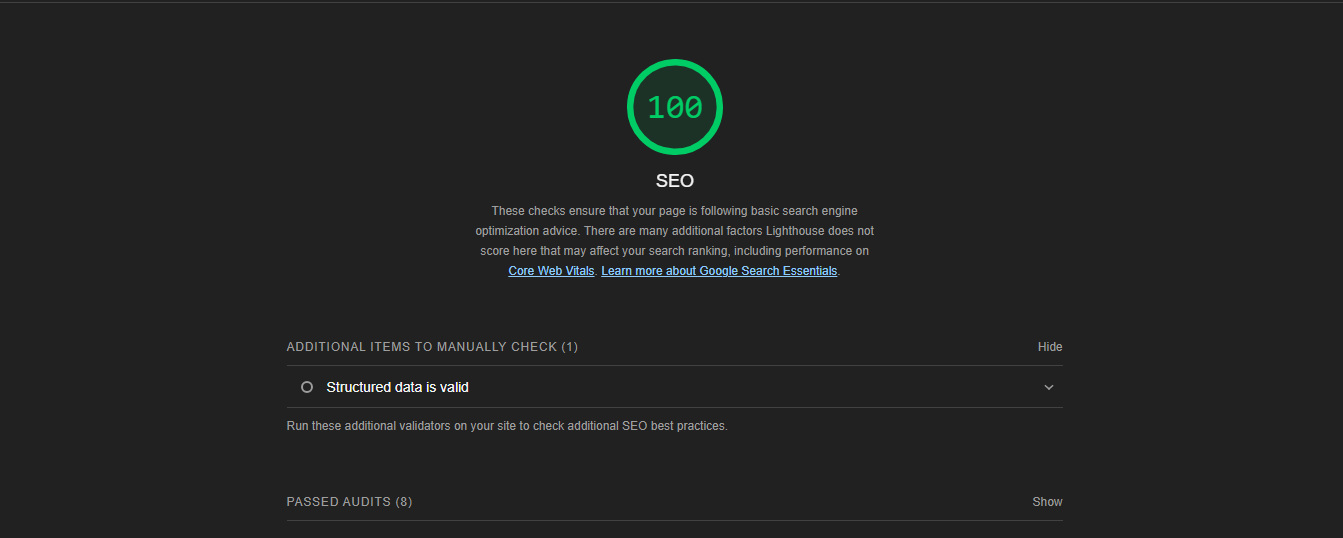 100
SEO
These checks ensure that your page is following basic search engine
optimization advice. There are many additional factors Lighthouse does not
score here that may affect your search ranking, including performance on
Core Web Vitals. Learn more about Google Search Essentials.
ADDITIONAL ITEMS TO MANUALLY CHECK (1) Hide
Structured data is valid
Run these additional validators on your site to check additional SEO best practices.
PASSED AUDITS (8) Show